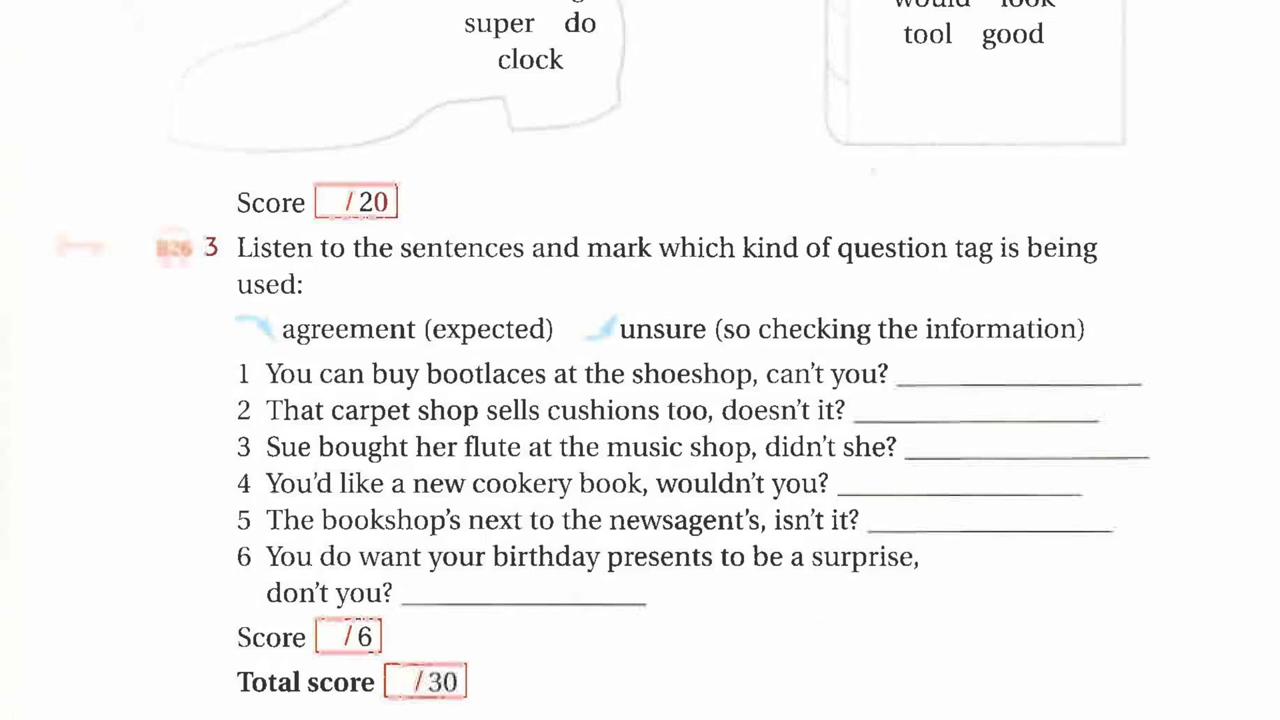 super do
clock
would look
tool good
Score /20
3 Listen to the sentences and mark which kind of question tag is being
used:
agreement (expected) unsure (so checking the information)
1 You can buy bootlaces at the shoeshop, can't you?
2 That carpet shop sells cushions too, doesn't it?
3 Sue bought her flute at the music shop, didn't she?
4 You'd like a new cookery book, wouldn't you?
5 The bookshop's next to the newsagent's, isn't it?
6 You do want your birthday presents to be a surprise,
don't you?
Score /6
Total score /30